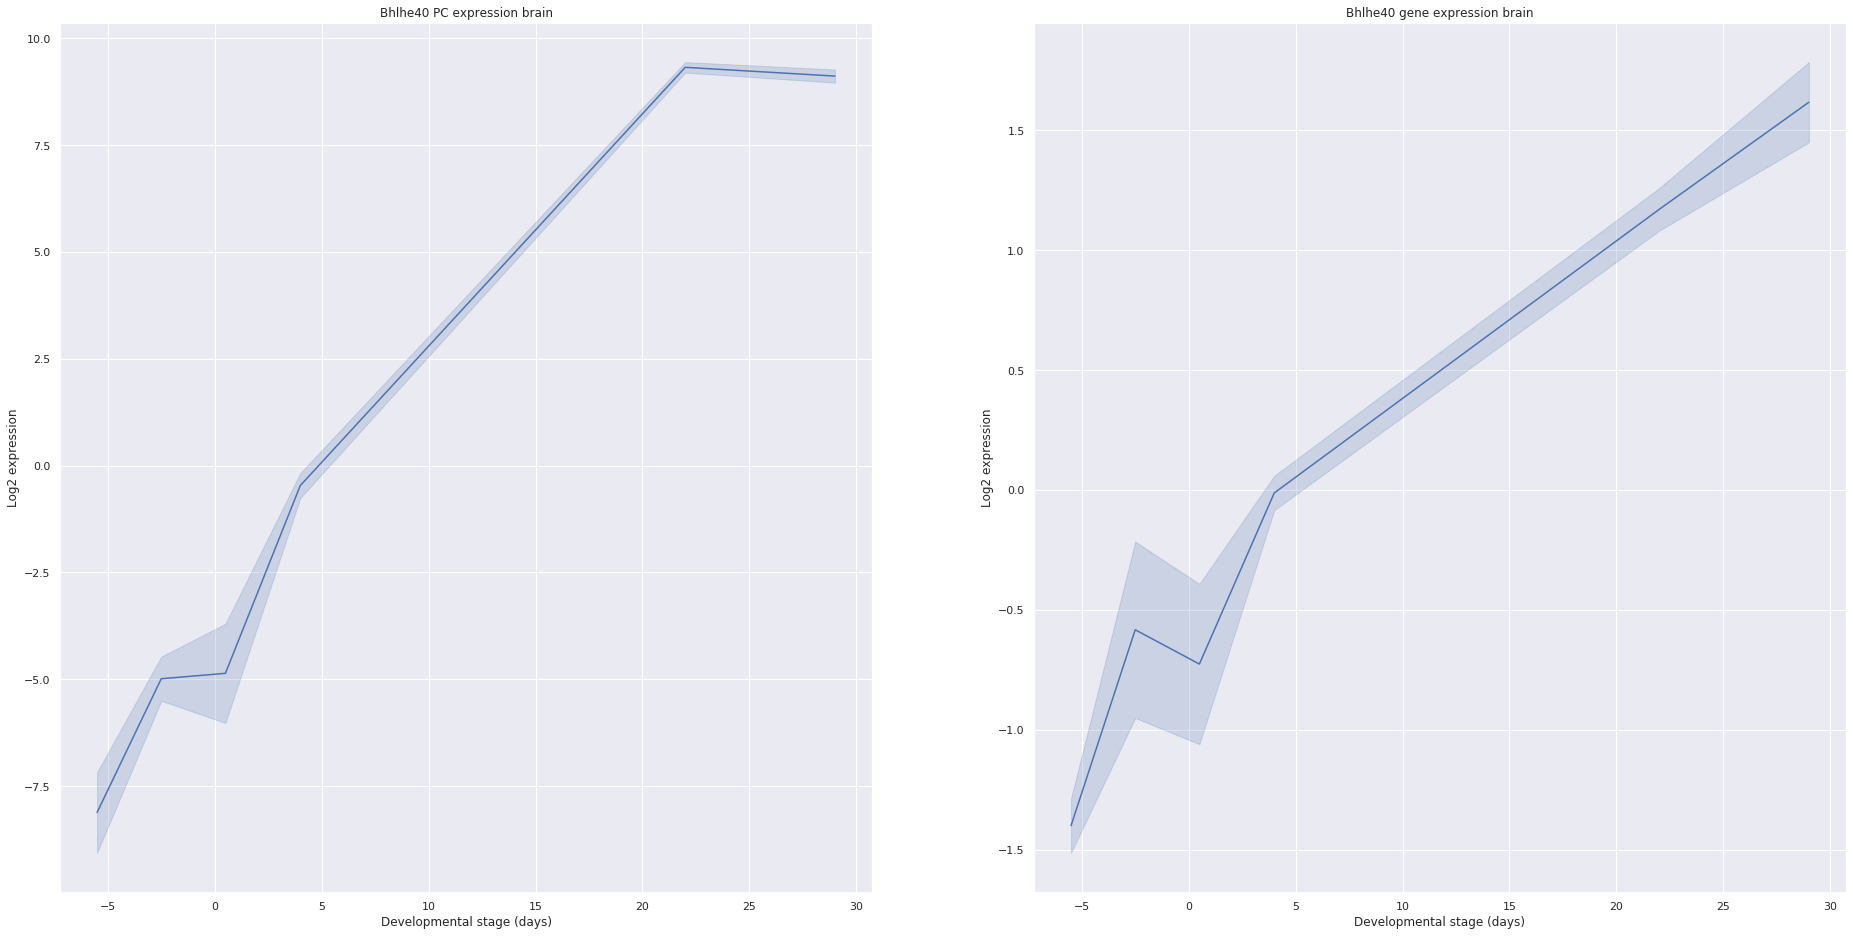 Bhlhe40 PC expression brain
10.0
7.5
5.0
2.5
0.0
−2.5
−5.0
−7.5
Log2 expression
−5 0 5 10 15 20 25 30
Developmental stage (days)
Bhlhe40 gene expression brain
1.5
1.0
0.5
0.0
−0.5
−1.0
−1.5
Log2 expression
−5 0 5 10 15 20 25 30
Developmental stage (days)